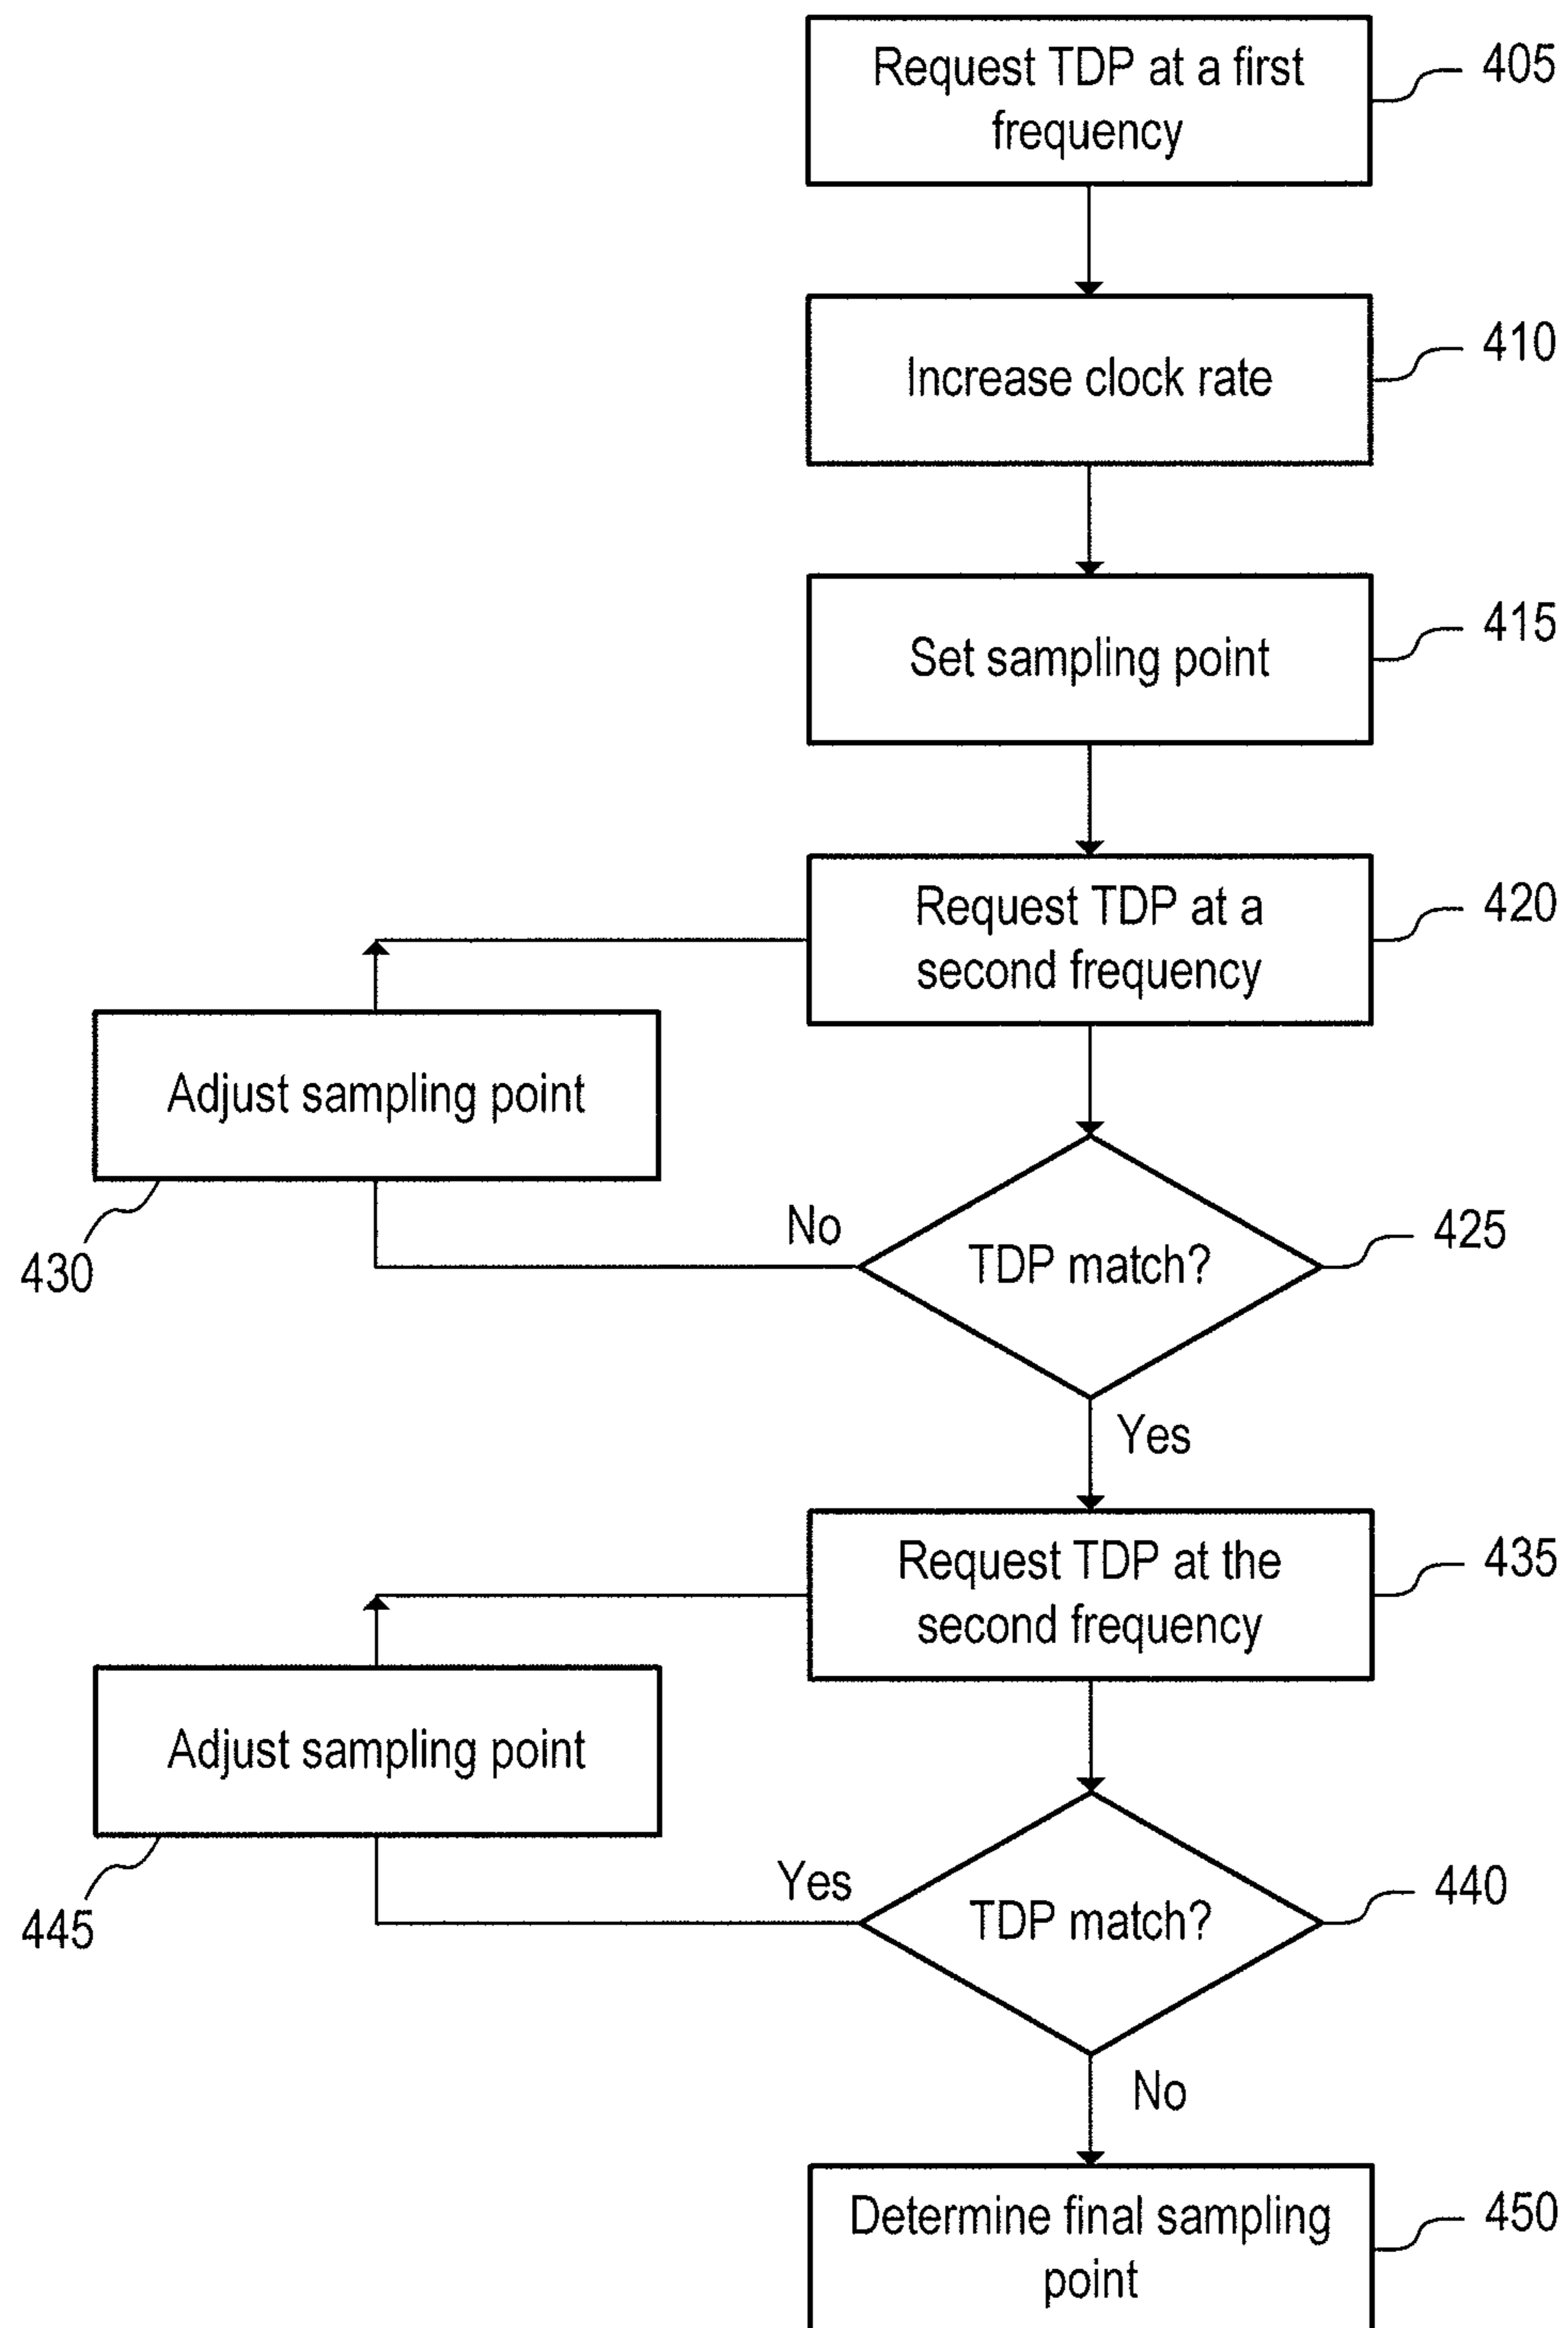 Request TDP at a first
frequency
405
Increase clock rate
410
Set sampling point
415
Request TDP at a
second frequency
420
Adjust sampling point
430
No
TDP match?
425
Yes
Request TDP at the
second frequency
435
Adjust sampling point
445
Yes
TDP match?
440
No
Determine final sampling
point
450